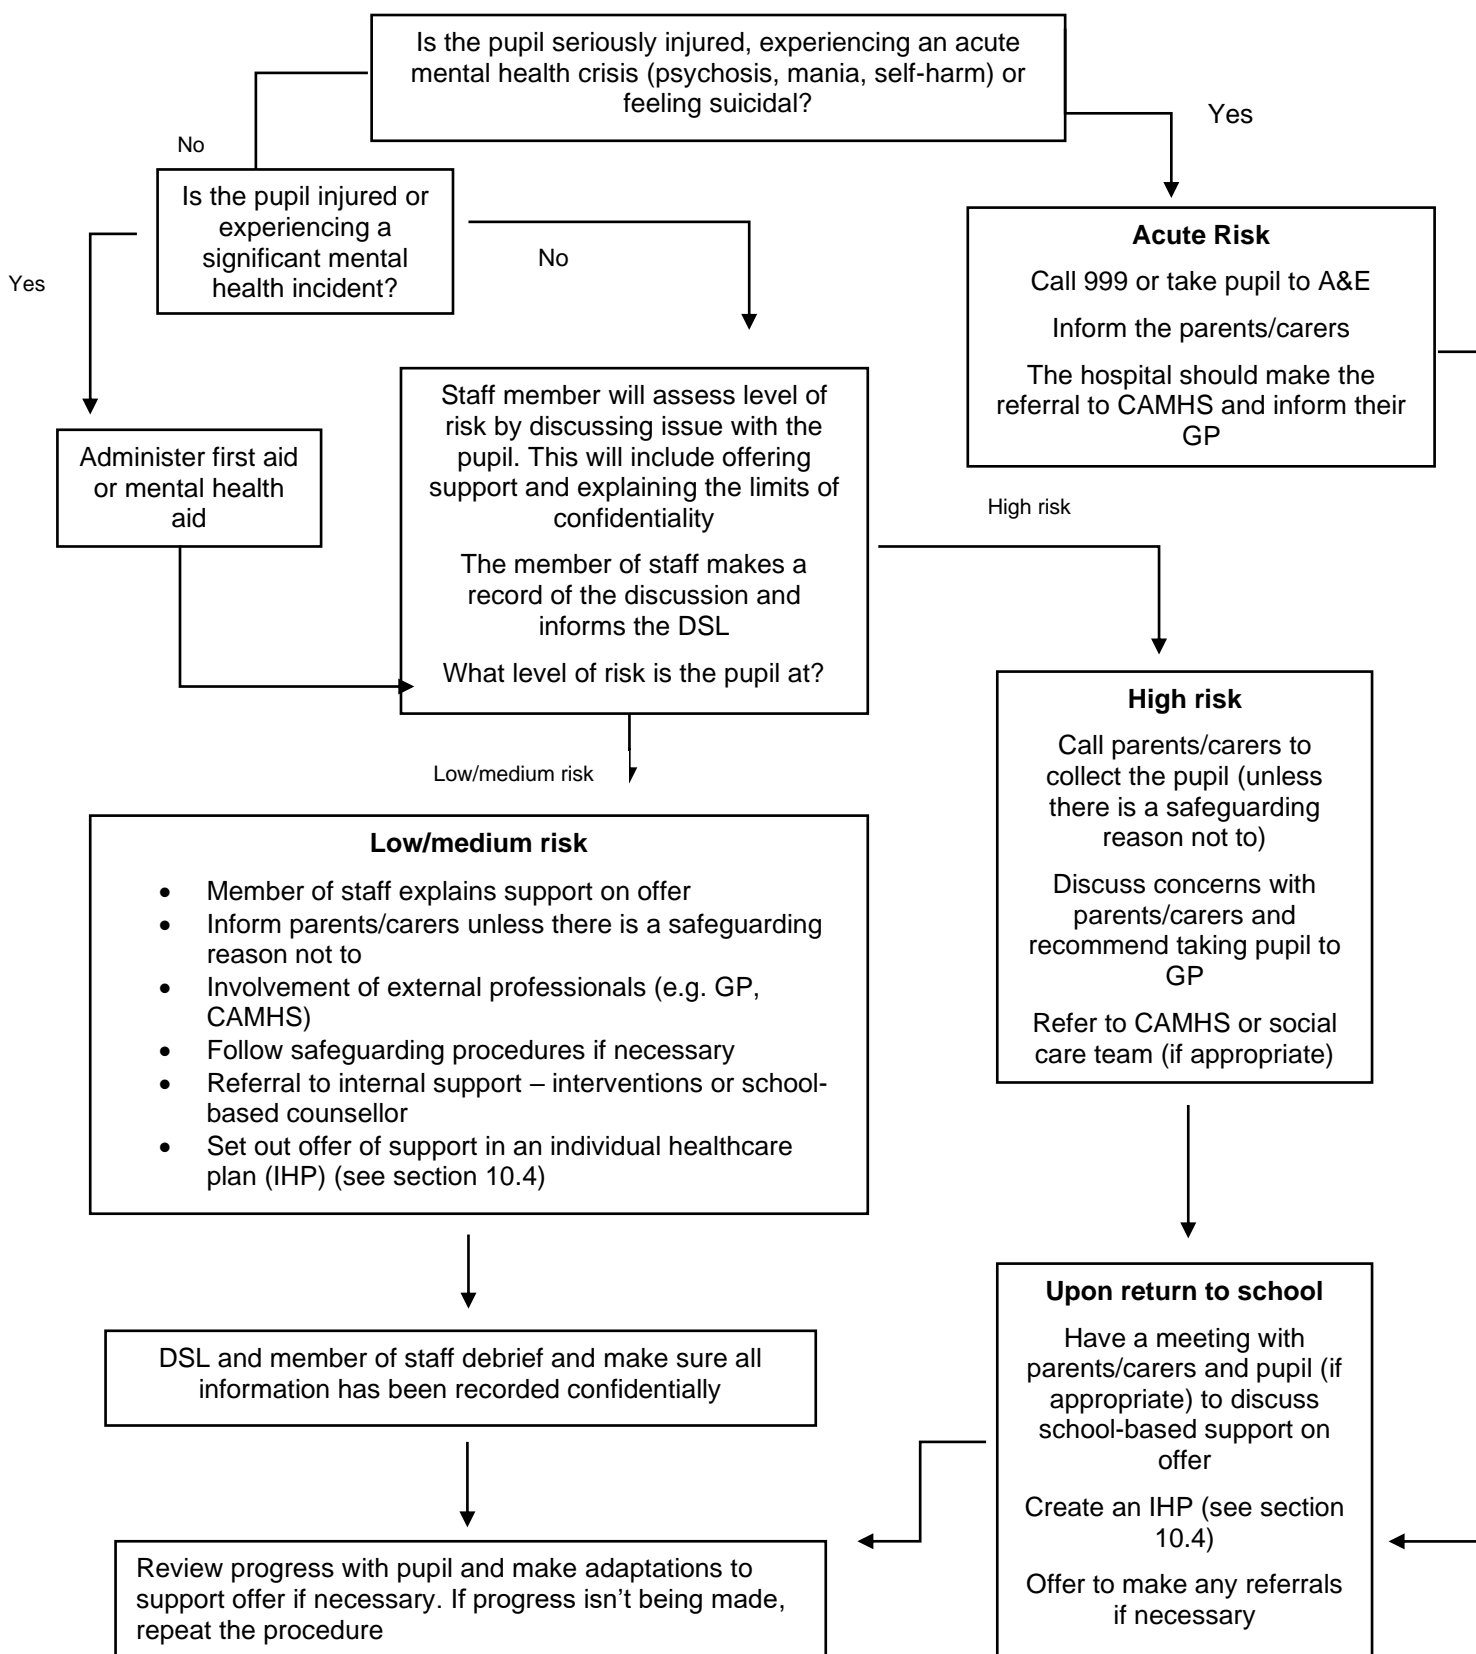 Is the pupil seriously injured, experiencing an acute
mental health crisis (psychosis, mania, self-harm) or
feeling suicidal?
Yes
No
Is the pupil injured or
experiencing a
significant mental
health incident?
Yes
No
Acute Risk
Call 999 or take pupil to A&E
Inform the parents/carers
The hospital should make the
referral to CAMHS and inform their
GP
Administer first aid
or mental health
aid
Staff member will assess level of
risk by discussing issue with the
pupil. This will include offering
support and explaining the limits of
confidentiality
The member of staff makes a
record of the discussion and
informs the DSL
What level of risk is the pupil at?
High risk
Low/medium risk
High risk
Call parents/carers to
collect the pupil (unless
there is a safeguarding
reason not to)
Discuss concerns with
parents/carers and
recommend taking pupil to
GP
Refer to CAMHS or social
care team (if appropriate)
Low/medium risk
• Member of staff explains support on offer
• Inform parents/carers unless there is a safeguarding
reason not to
• Involvement of external professionals (e.g. GP,
CAMHS)
• Follow safeguarding procedures if necessary
• Referral to internal support – interventions or school-
based counsellor
• Set out offer of support in an individual healthcare
plan (IHP) (see section 10.4)
DSL and member of staff debrief and make sure all
information has been recorded confidentially
Upon return to school
Have a meeting with
parents/carers and pupil (if
appropriate) to discuss
school-based support on
offer
Create an IHP (see section
10.4)
Offer to make any referrals
if necessary
Review progress with pupil and make adaptations to
support offer if necessary. If progress isn’t being made,
repeat the procedure